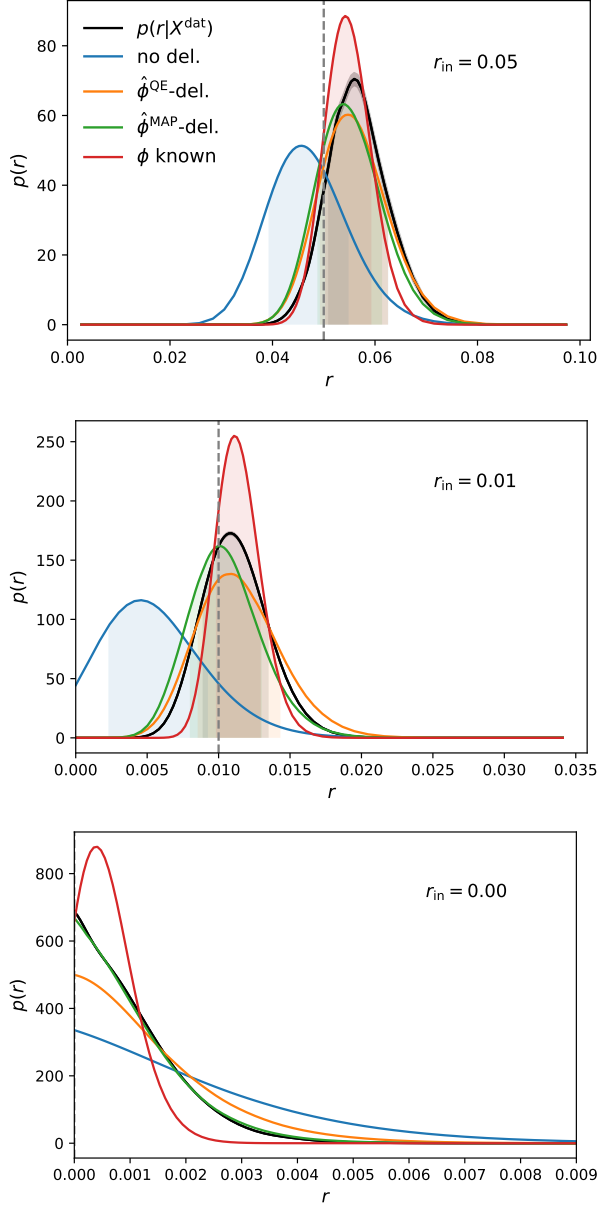 80
60
40
20
0
p(r)
p(r|X^dat)
no del.
ϕ̂^QE-del.
ϕ̂^MAP-del.
ϕ known
r_in = 0.05
0.00 0.02 0.04 0.06 0.08 0.10
r
250
200
150
100
50
0
p(r)
r_in = 0.01
0.000 0.005 0.010 0.015 0.020 0.025 0.030 0.035
r
800
600
400
200
0
p(r)
r_in = 0.00
0.000 0.001 0.002 0.003 0.004 0.005 0.006 0.007 0.008 0.009
r